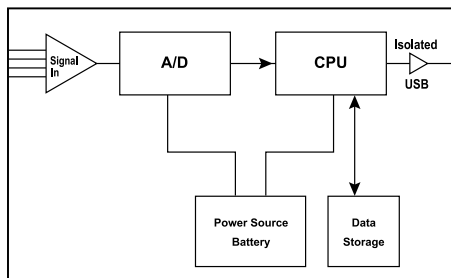 Signal
In
A/D
CPU
Isolated
USB
Power Source
Battery
Data
Storage